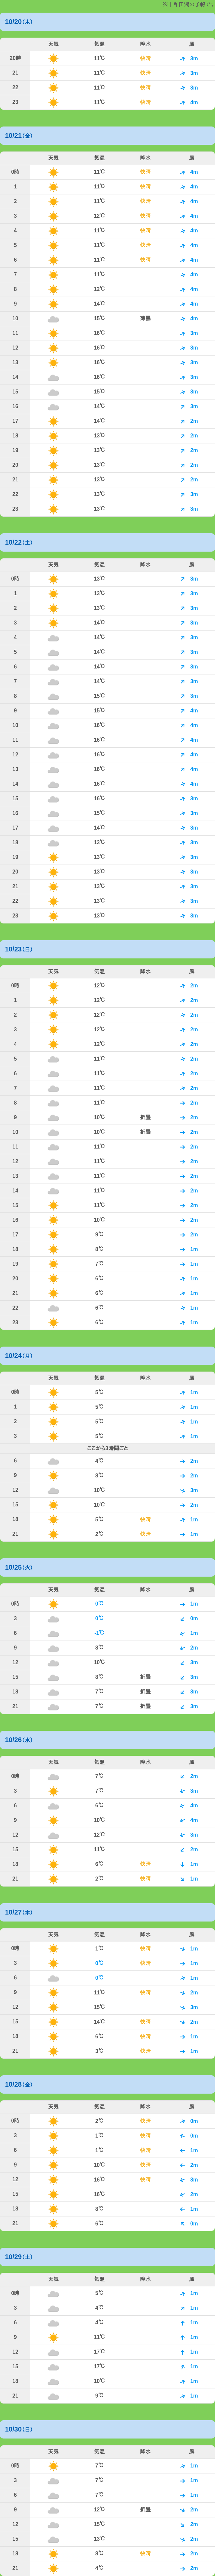 ※十和田湖の予報です
10/20(木)
天気 気温 降水 風
20時 11℃ 快晴 3m
21 11℃ 快晴 3m
22 11℃ 快晴 3m
23 11℃ 快晴 4m
10/21(金)
天気 気温 降水 風
0時 11℃ 快晴 4m
1 11℃ 快晴 4m
2 11℃ 快晴 4m
3 12℃ 快晴 4m
4 11℃ 快晴 4m
5 11℃ 快晴 4m
6 11℃ 快晴 4m
7 11℃ 4m
8 12℃ 4m
9 14℃ 4m
10 15℃ 薄曇 4m
11 16℃ 3m
12 16℃ 3m
13 16℃ 3m
14 16℃ 3m
15 15℃ 3m
16 14℃ 3m
17 14℃ 2m
18 13℃ 2m
19 13℃ 2m
20 13℃ 2m
21 13℃ 2m
22 13℃ 3m
23 13℃ 3m
10/22(土)
天気 気温 降水 風
0時 13℃ 3m
1 13℃ 3m
2 13℃ 3m
3 14℃ 3m
4 14℃ 3m
5 14℃ 3m
6 14℃ 3m
7 14℃ 3m
8 15℃ 3m
9 15℃ 4m
10 16℃ 4m
11 16℃ 4m
12 16℃ 4m
13 16℃ 4m
14 16℃ 4m
15 16℃ 3m
16 15℃ 3m
17 14℃ 3m
18 13℃ 3m
19 13℃ 3m
20 13℃ 3m
21 13℃ 3m
22 13℃ 3m
23 13℃ 3m
10/23(日)
天気 気温 降水 風
0時 12℃ 2m
1 12℃ 2m
2 12℃ 2m
3 12℃ 2m
4 12℃ 2m
5 11℃ 2m
6 11℃ 2m
7 11℃ 2m
8 11℃ 2m
9 10℃ 折曇 2m
10 10℃ 折曇 2m
11 11℃ 2m
12 11℃ 2m
13 11℃ 2m
14 11℃ 2m
15 11℃ 2m
16 10℃ 2m
17 9℃ 2m
18 8℃ 1m
19 7℃ 1m
20 6℃ 1m
21 6℃ 1m
22 6℃ 1m
23 6℃ 1m
10/24(月)
天気 気温 降水 風
0時 5℃ 1m
1 5℃ 1m
2 5℃ 1m
3 5℃ 1m
ここから3時間ごと
6 4℃ 2m
9 8℃ 2m
12 10℃ 3m
15 10℃ 2m
18 5℃ 快晴 1m
21 2℃ 快晴 1m
10/25(火)
天気 気温 降水 風
0時 0℃ 1m
3 0℃ 0m
6 -1℃ 1m
9 8℃ 2m
12 10℃ 3m
15 8℃ 折曇 3m
18 7℃ 折曇 3m
21 7℃ 折曇 3m
10/26(水)
天気 気温 降水 風
0時 7℃ 2m
3 7℃ 3m
6 6℃ 4m
9 10℃ 4m
12 12℃ 3m
15 11℃ 2m
18 6℃ 快晴 1m
21 2℃ 快晴 1m
10/27(木)
天気 気温 降水 風
0時 1℃ 快晴 1m
3 0℃ 快晴 1m
6 0℃ 1m
9 11℃ 快晴 2m
12 15℃ 3m
15 14℃ 快晴 2m
18 6℃ 快晴 1m
21 3℃ 快晴 1m
10/28(金)
天気 気温 降水 風
0時 2℃ 快晴 0m
3 1℃ 快晴 0m
6 1℃ 快晴 1m
9 10℃ 快晴 2m
12 16℃ 快晴 3m
15 16℃ 2m
18 8℃ 1m
21 6℃ 0m
10/29(土)
天気 気温 降水 風
0時 5℃ 1m
3 4℃ 1m
6 4℃ 1m
9 11℃ 1m
12 17℃ 1m
15 17℃ 1m
18 10℃ 1m
21 9℃ 1m
10/30(日)
天気 気温 降水 風
0時 7℃ 1m
3 7℃ 1m
6 7℃ 1m
9 12℃ 折曇 2m
12 15℃ 2m
15 13℃ 2m
18 8℃ 快晴 2m
21 4℃ 2m